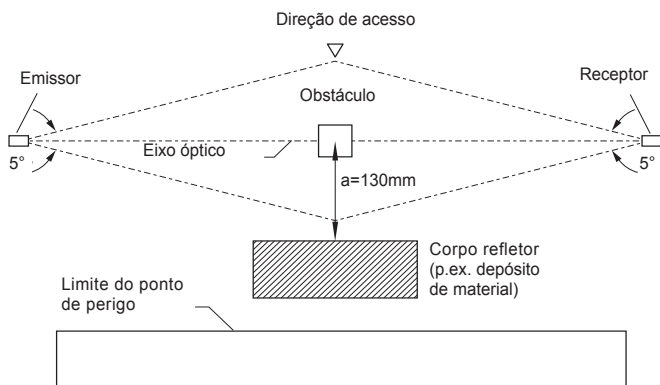 Direção de acesso
Emissor
Receptor
Obstáculo
Eixo óptico
5°
5°
a=130mm
Corpo refletor
(p.ex. depósito
de material)
Limite do ponto
de perigo